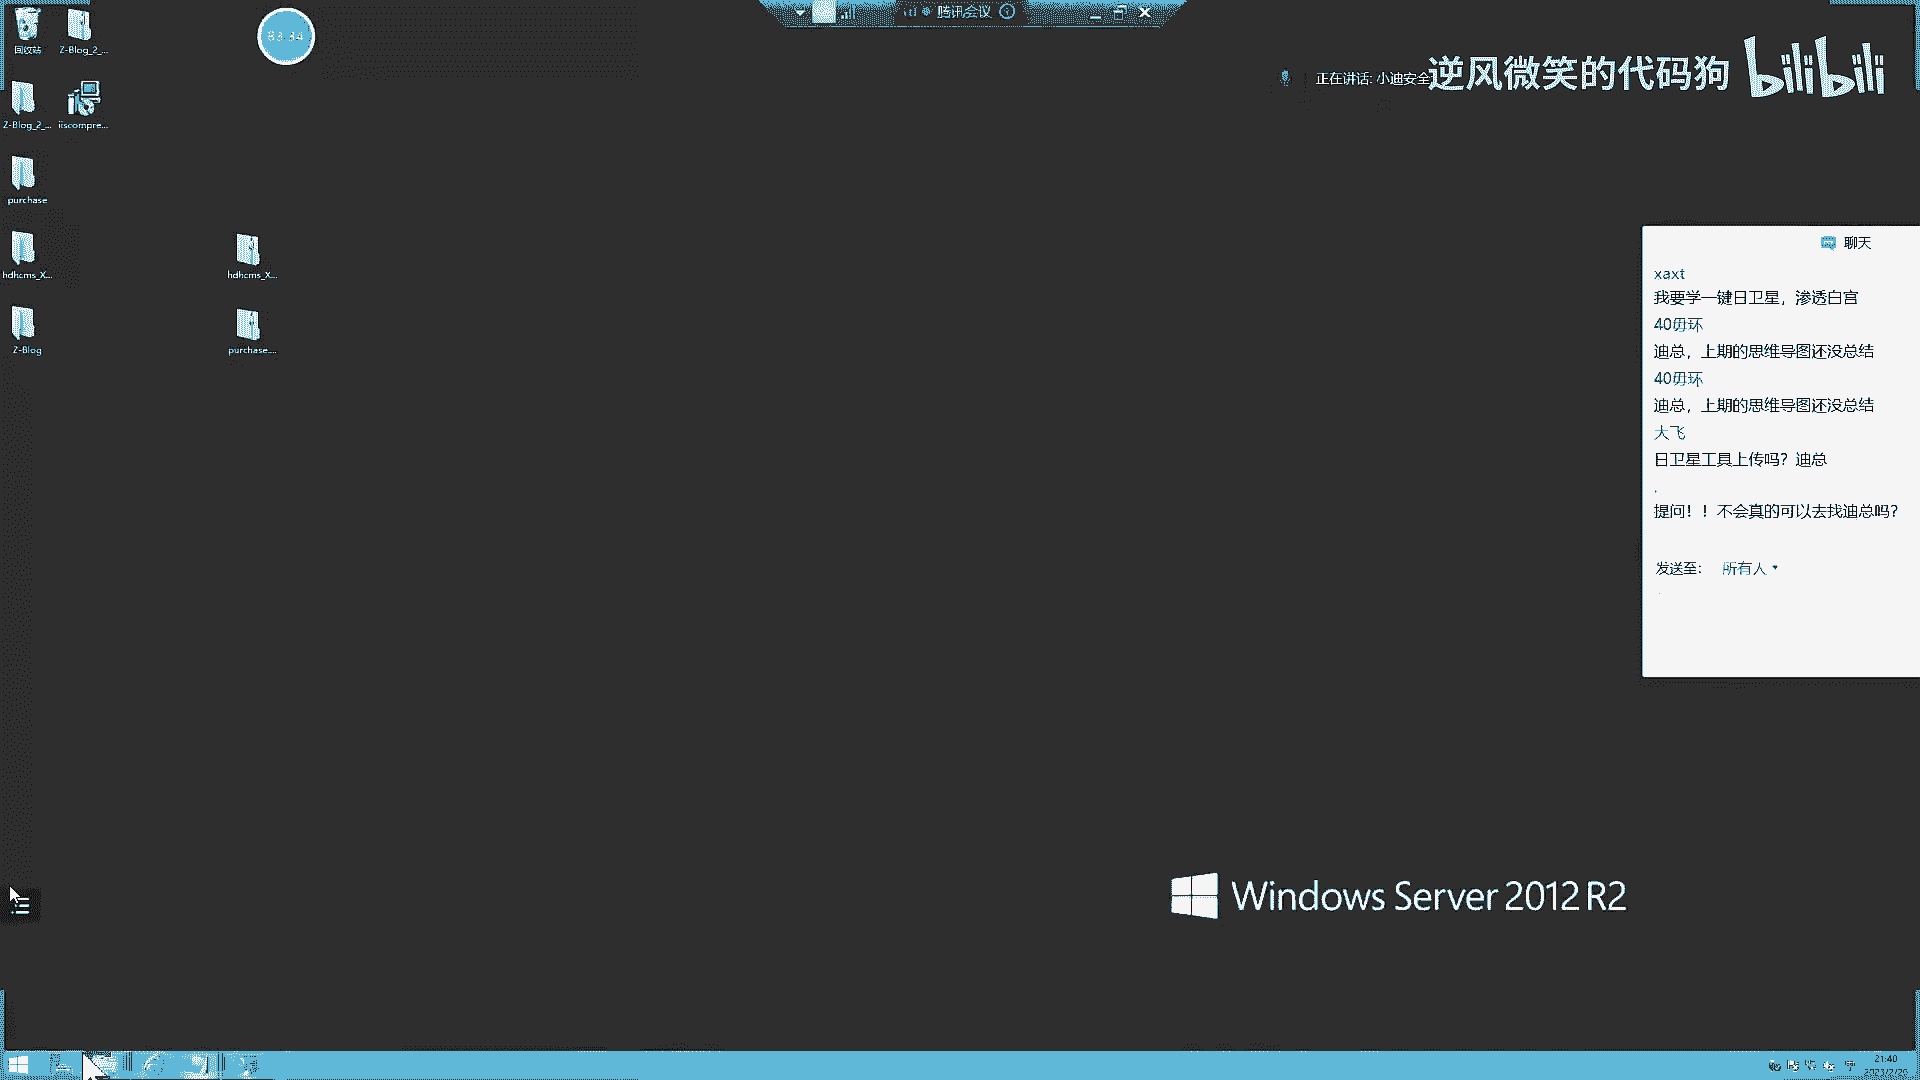 腾讯会议
正在讲话: 小迪安全
逆风微笑的代码狗
bilibili
回收站
Z-Blog_2_...
Z-Blog_2_...
iiscompre...
purchase
hdhcms_X...
hdhcms_X...
Z-Blog
purchase....
聊天
xaxt
我要学一键日卫星，渗透白宫
40毋环
迪总，上期的思维导图还没总结
40毋环
迪总，上期的思维导图还没总结
大飞
日卫星工具上传吗？迪总
.
提问！！不会真的可以去找迪总吗？
发送至： 所有人
Windows Server 2012 R2
21:40
2023/2/26